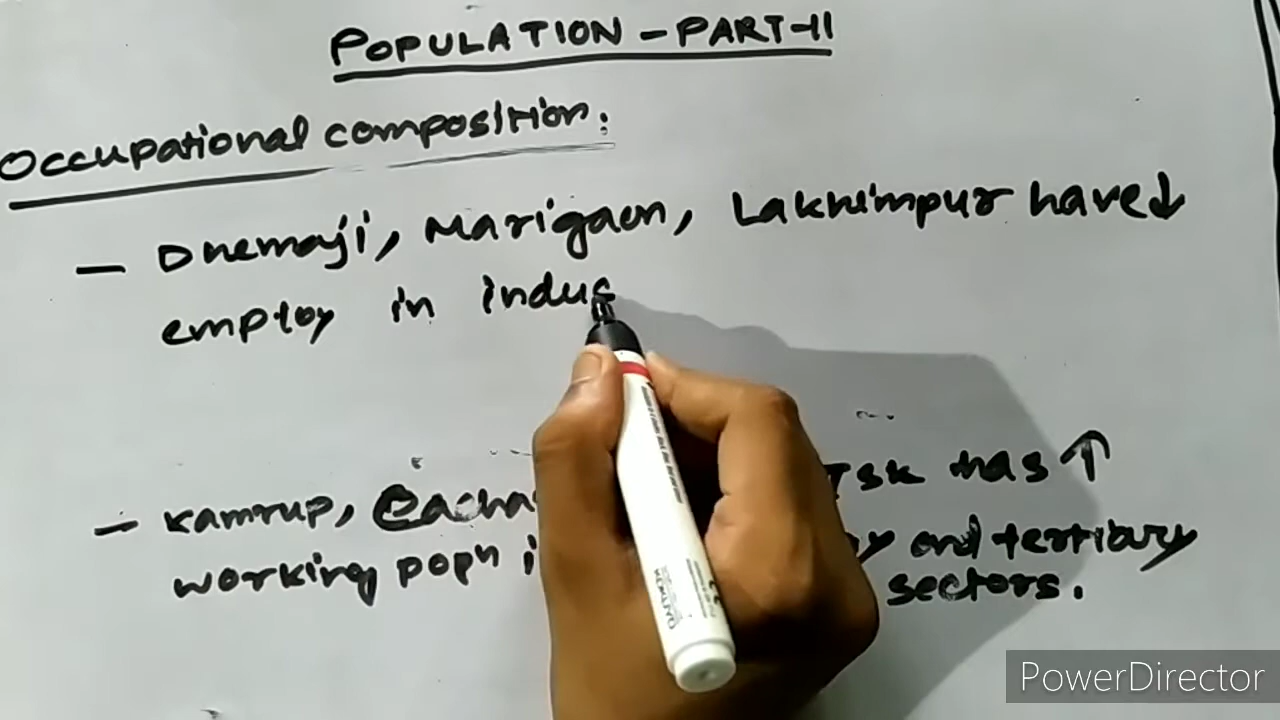 POPULATION - PART-II
Occupational composition:
- Dhemaji, Marigaon, Lakhimpur have ↓
employ in indus
- Kamrup, Cacha TSK has ↑
working popn i y and tertiary
sectors.
PowerDirector